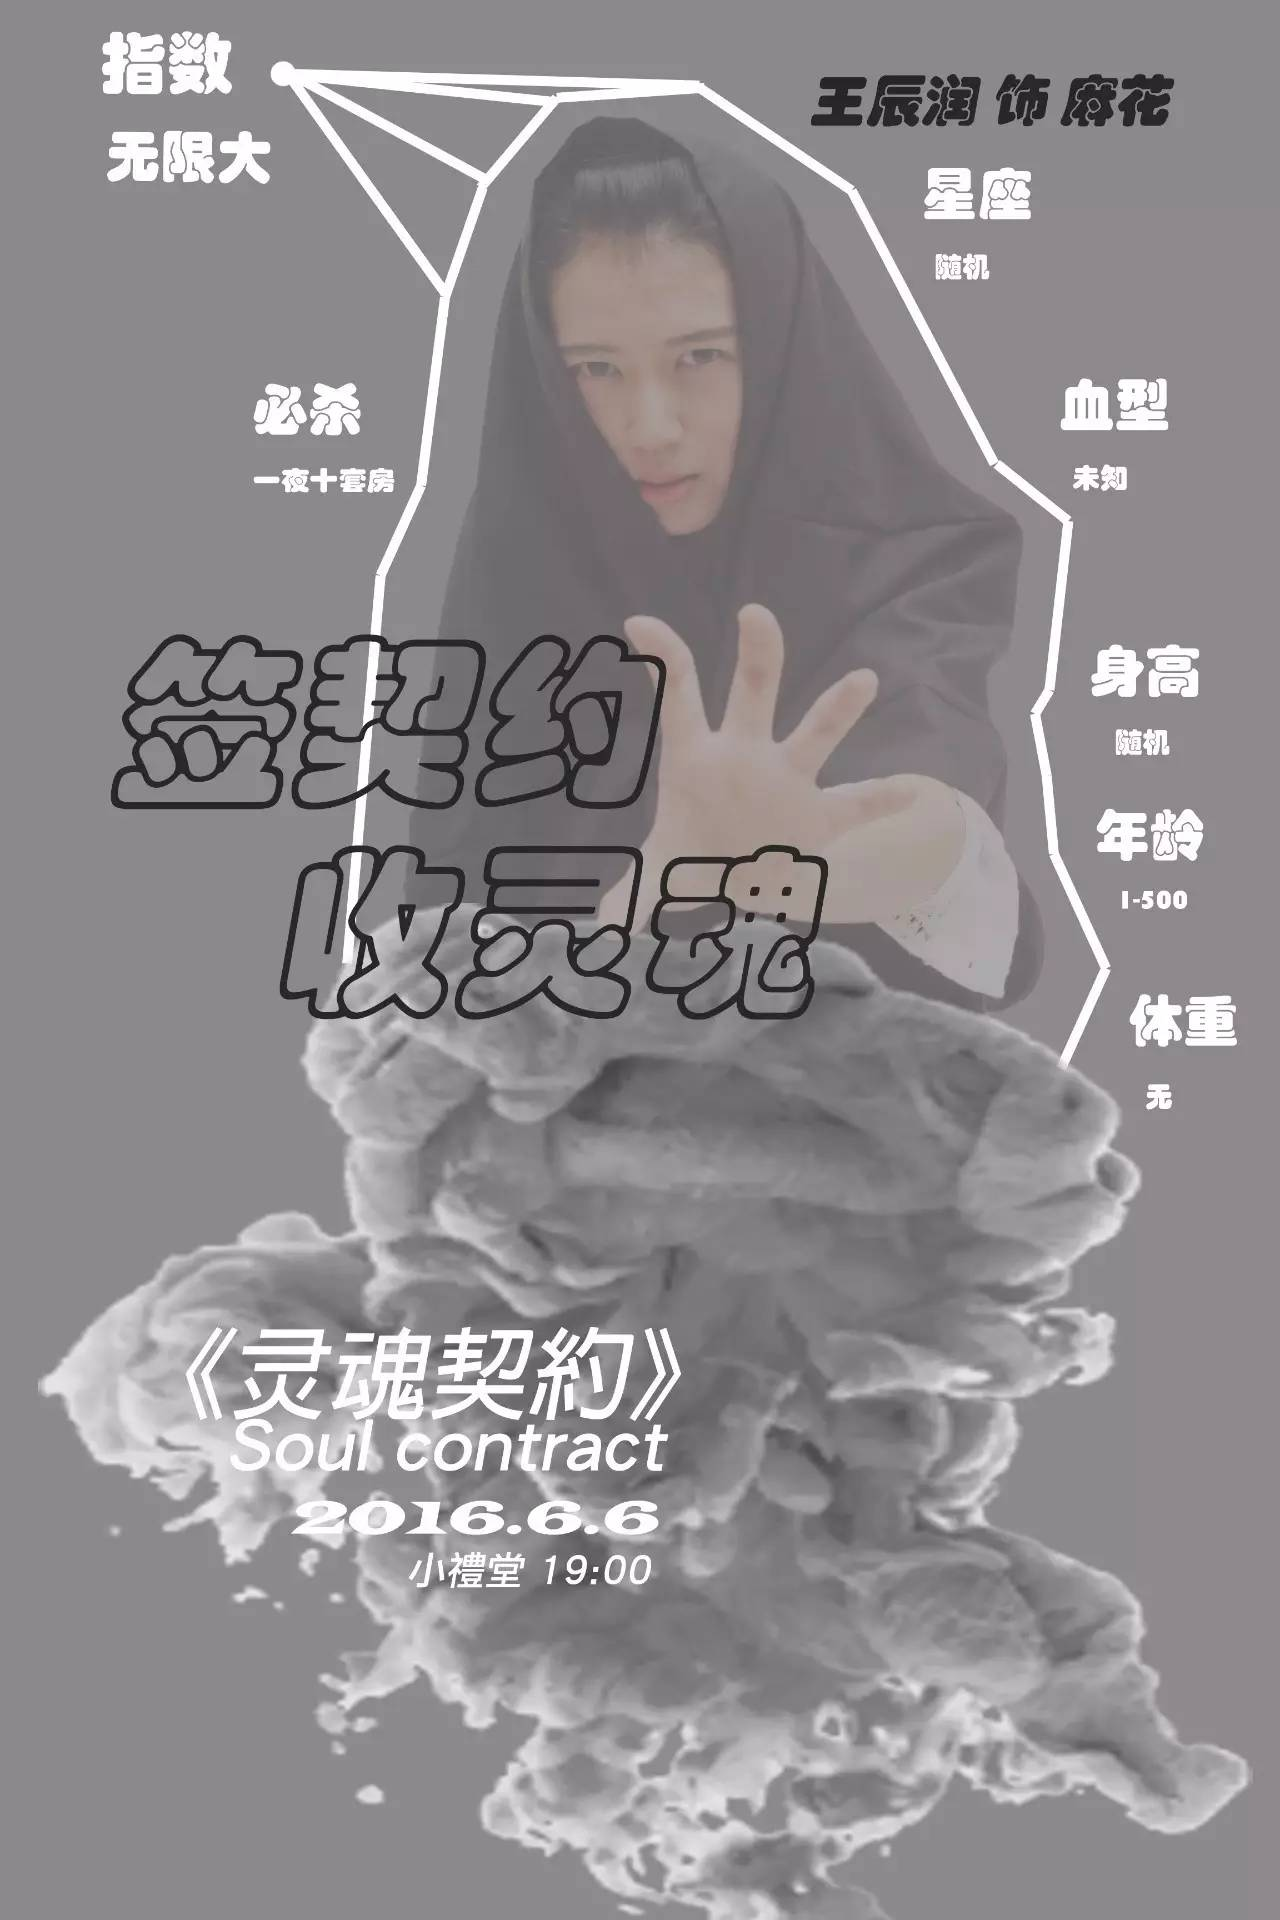 指数
无限大
王辰润 饰 麻花
星座
随机
必杀
一夜十套房
血型
未知
签契约
收灵魂
身高
随机
年龄
1-500
体重
无
《灵魂契約》
Soul contract
2016.6.6
小禮堂 19:00